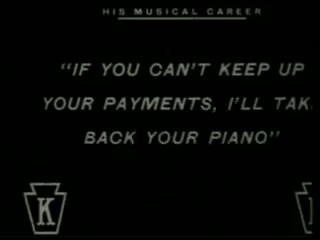 HIS MUSICAL CAREER
"IF YOU CAN'T KEEP UP
YOUR PAYMENTS, I'LL TAK
BACK YOUR PIANO"
K